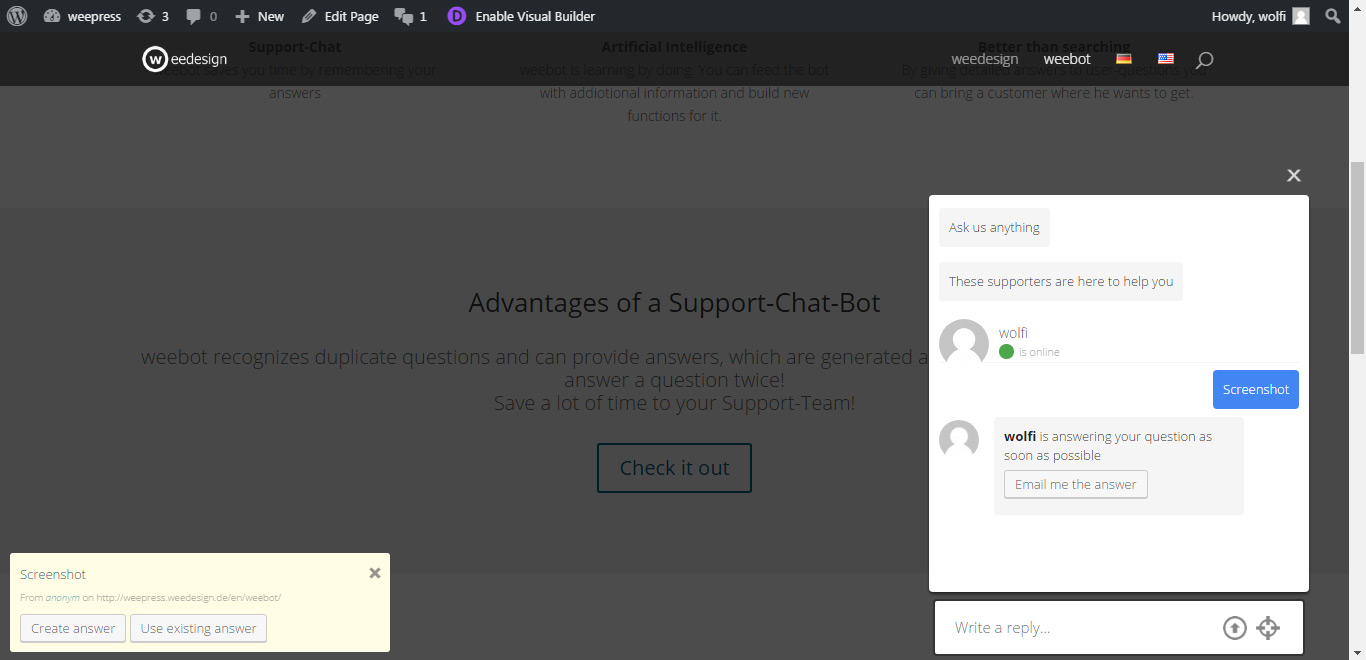 weepress 3 0 New Edit Page 1 Enable Visual Builder Howdy, wolfi
Support-Chat Artificial Intelligence Better than searching
weedesign weedesign weebot
weebot saves you time by remembering your weebot is learning by doing. You can feed the bot By giving detailed answers to user-questions you
answers with addiotional information and build new can bring a customer where he wants to get.
functions for it.
Ask us anything
These supporters are here to help you
Advantages of a Support-Chat-Bot
wolfi
is online
weebot recognizes duplicate questions and can provide answers, which are generated a
answer a question twice!
Save a lot of time to your Support-Team!
Screenshot
wolfi is answering your question as
soon as possible
Email me the answer
Check it out
Screenshot
From anonym on http://weepress.weedesign.de/en/weebot/
Create answer Use existing answer
Write a reply...